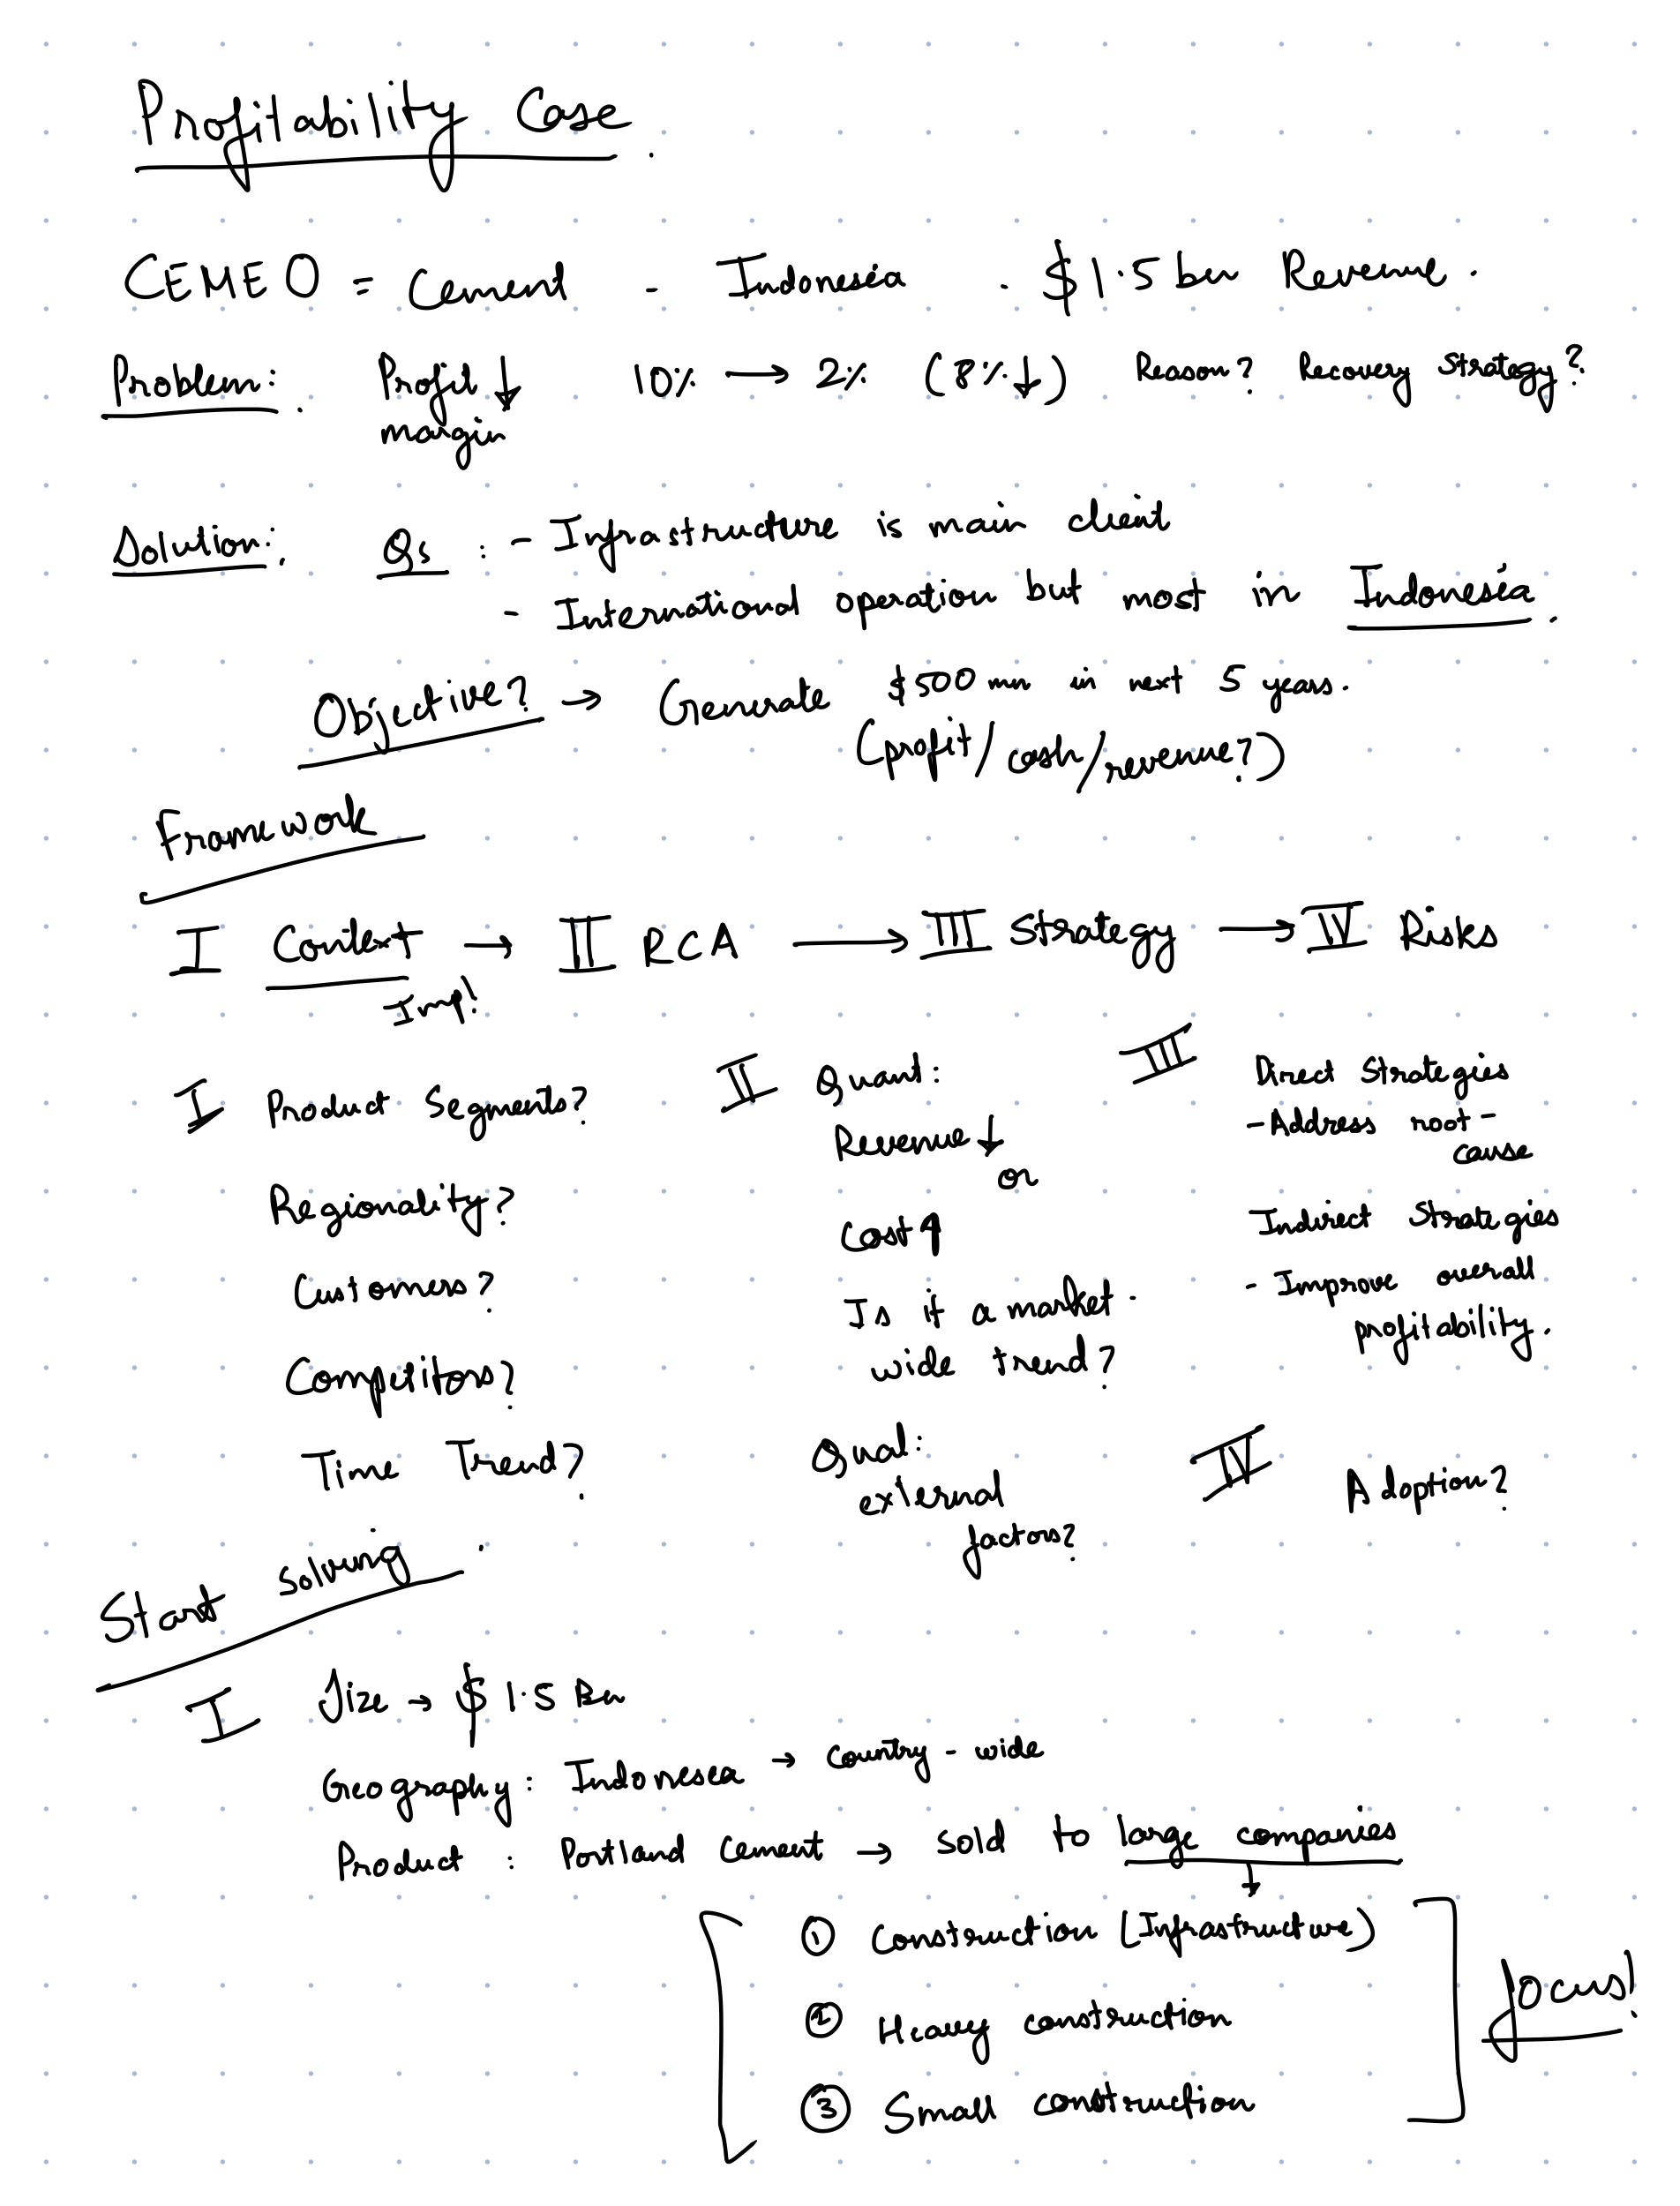 Profitability Case.
CEMEO = Cement - Indonesia - $1.5 bn Revenue.
Problem: Profit ↓ 10% → 2% (8%↓) Reason? Recovery Strategy?
margin
Solution: Qs : - Infrastructure is main client
- International operation but most in Indonesia.
Objective? → Generate $500 mn in next 5 years.
(profit/cash/revenue?)
Framework
I Context → II RCA → III Strategy → IV Risks
Imp!
I Product Segments?
Regionality?
Customers?
Competitors?
Time Trend?
II Quant:
Revenue ↓
or
Cost ↑
Is it a market-
wide trend?
Qual:
external
factors?
III Direct Strategies
- Address root-
cause
Indirect Strategies
- Improve overall
profitability.
IV Adoption?
Start solving
I Size → $1.5 Bn
Geography: Indonesia → Country-wide
Product : Portland Cement → sold to large companies
↓
① Construction (Infrastructure)
② Heavy construction
③ Small construction
focus!